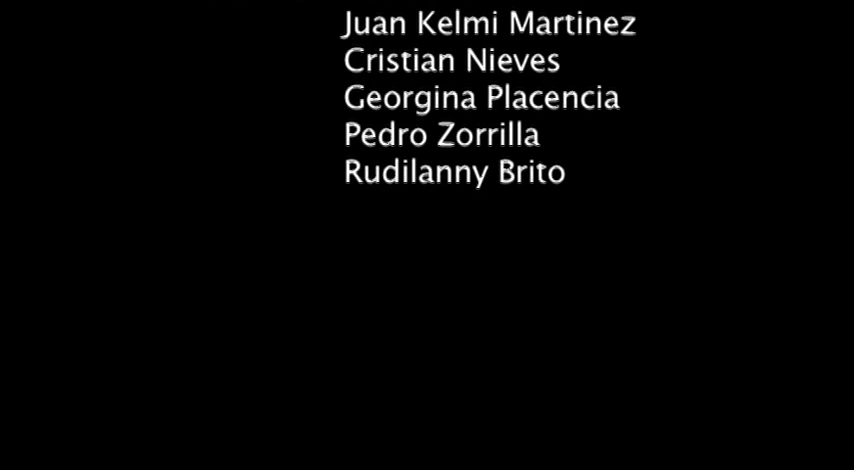 Juan Kelmi Martinez
Cristian Nieves
Georgina Placencia
Pedro Zorrilla
Rudilanny Brito